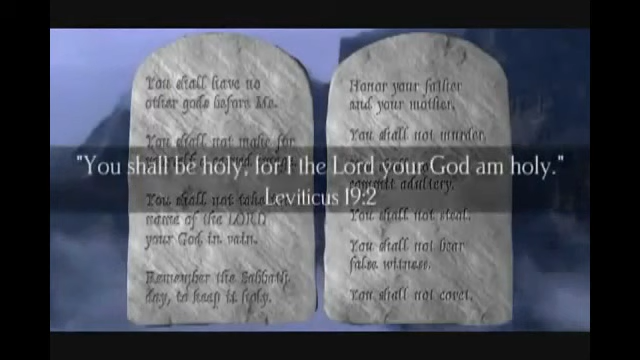 You shall have no
other gods before Me.
You shall not make for
You shall not take
name of the LORD
your God in vain.
Remember the Sabbath
day, to keep it holy.
Honor your father
and your mother.
You shall not murder.
commit adultery.
You shall not steal.
You shall not bear
false witness.
You shall not covet.
"You shall be holy, for I the Lord your God am holy."
Leviticus 19:2